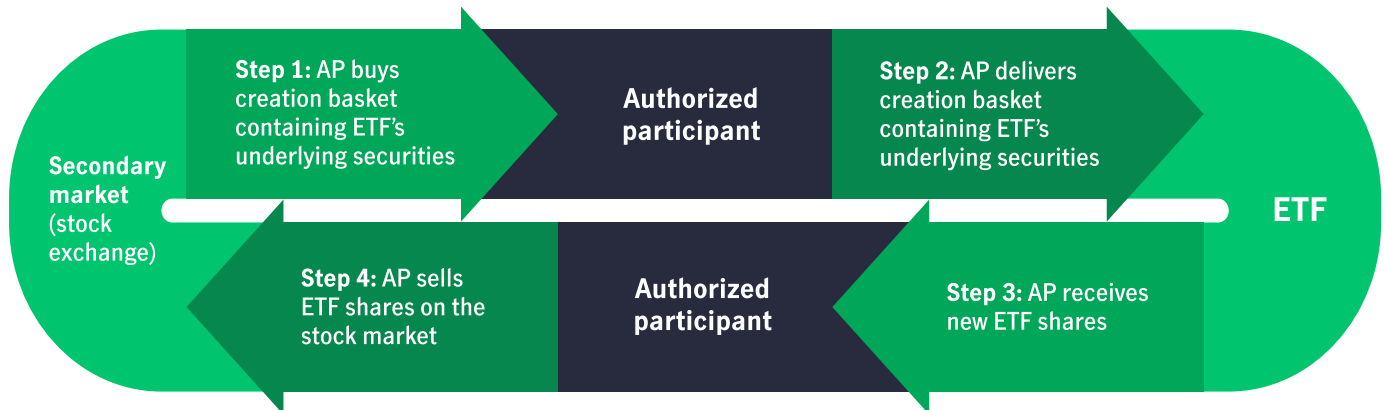 Secondary
market
(stock
exchange)
Step 1: AP buys
creation basket
containing ETF’s
underlying securities
Authorized
participant
Step 2: AP delivers
creation basket
containing ETF’s
underlying securities
ETF
Step 3: AP receives
new ETF shares
Authorized
participant
Step 4: AP sells
ETF shares on the
stock market